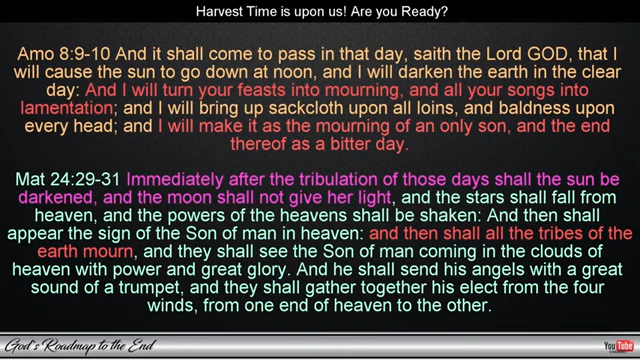 Harvest Time is upon us! Are you Ready?
Amo 8:9-10 And it shall come to pass in that day, saith the Lord GOD, that I
will cause the sun to go down at noon, and I will darken the earth in the clear
day: And I will turn your feasts into mourning, and all your songs into
lamentation; and I will bring up sackcloth upon all loins, and baldness upon
every head; and I will make it as the mourning of an only son, and the end
thereof as a bitter day.
Mat 24:29-31 Immediately after the tribulation of those days shall the sun be
darkened, and the moon shall not give her light, and the stars shall fall from
heaven, and the powers of the heavens shall be shaken: And then shall
appear the sign of the Son of man in heaven: and then shall all the tribes of the
earth mourn, and they shall see the Son of man coming in the clouds of
heaven with power and great glory. And he shall send his angels with a great
sound of a trumpet, and they shall gather together his elect from the four
winds, from one end of heaven to the other.
God's Roadmap to the End
YouTube